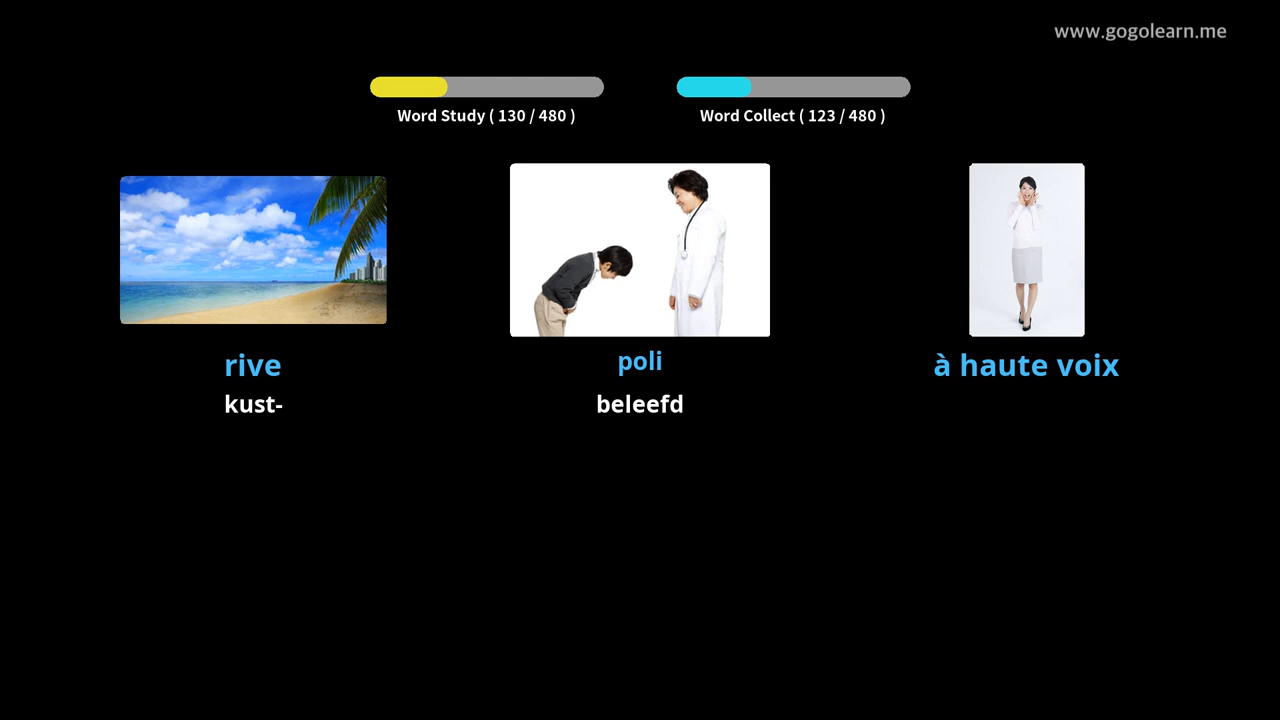 www.gogolearn.me
Word Study ( 130 / 480 )
Word Collect ( 123 / 480 )
rive
poli
à haute voix
kust-
beleefd